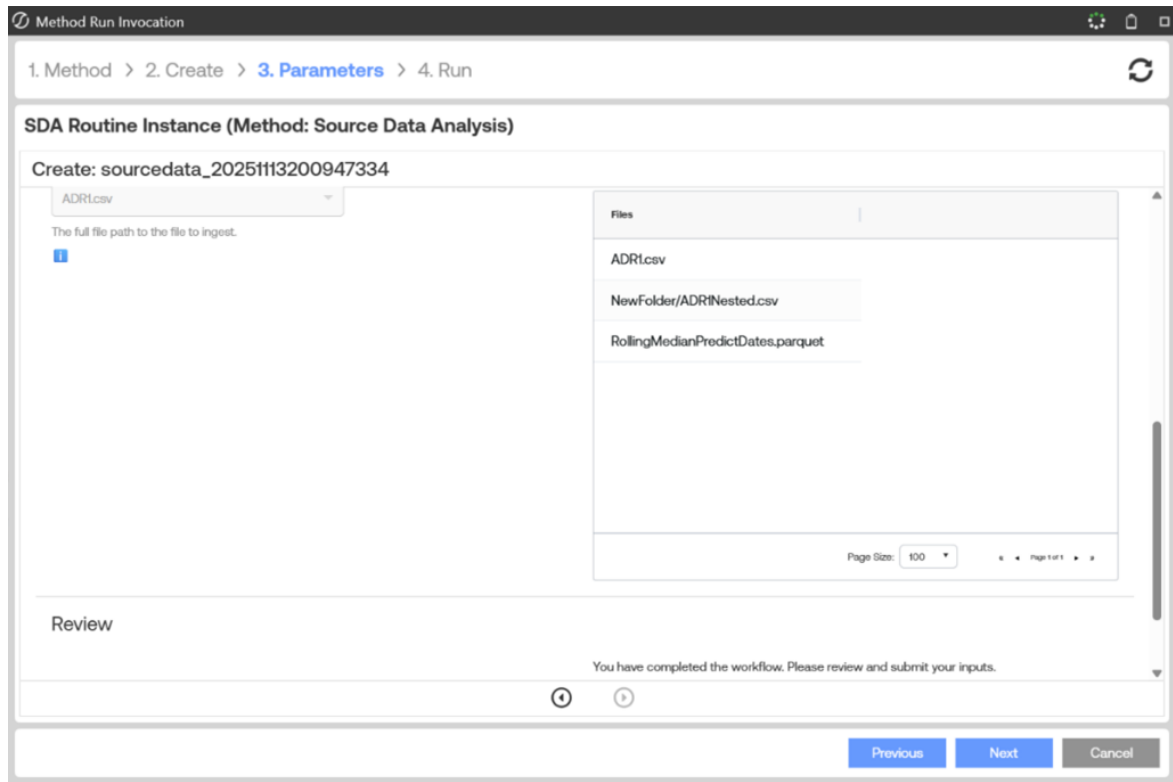 Method Run Invocation
1. Method > 2. Create > 3. Parameters > 4. Run
SDA Routine Instance (Method: Source Data Analysis)
Create: sourcedata_20251113200947334
ADR1.csv
The full file path to the file to ingest.
i
Files
ADR1.csv
NewFolder/ADR1Nested.csv
RollingMedianPredictDates.parquet
Page Size: 100
Page 1 of 1
Review
You have completed the workflow. Please review and submit your inputs.
Previous Next Cancel